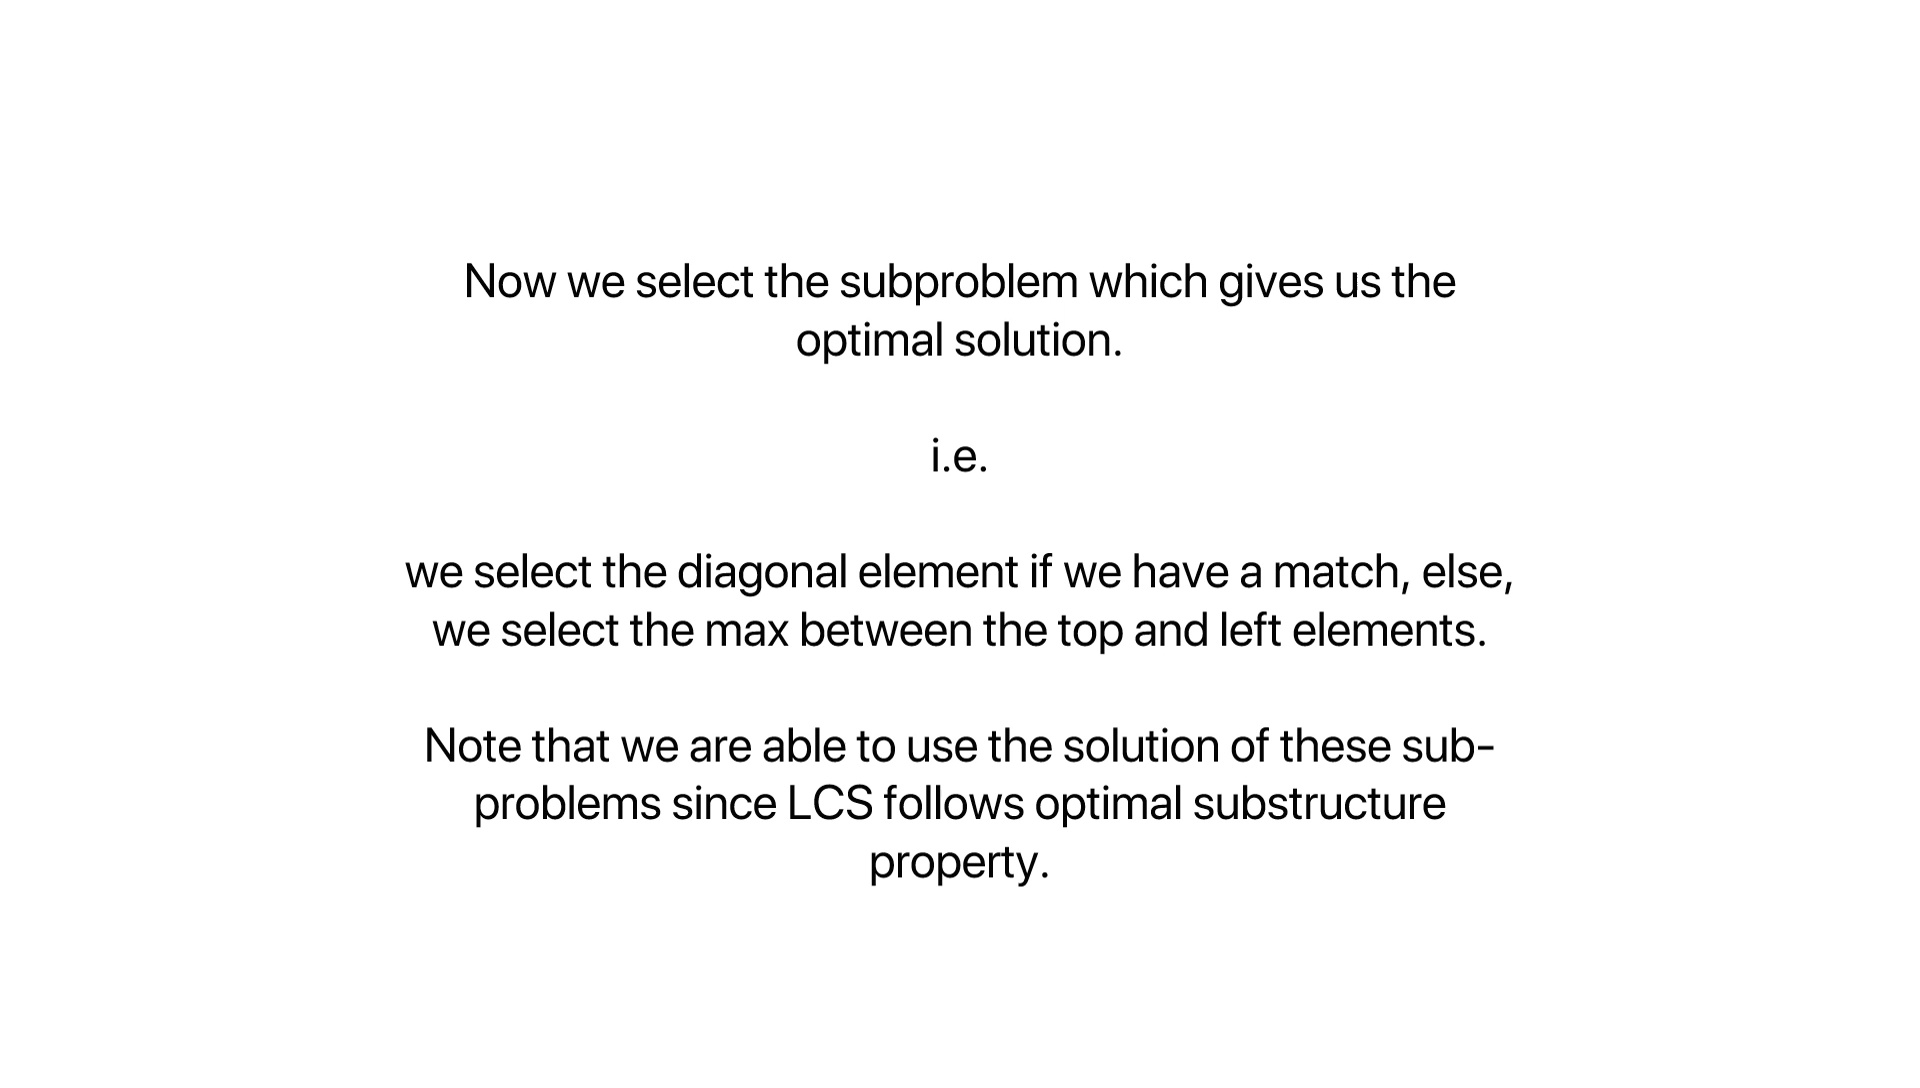 Now we select the subproblem which gives us the
optimal solution.
i.e.
we select the diagonal element if we have a match, else,
we select the max between the top and left elements.
Note that we are able to use the solution of these sub-
problems since LCS follows optimal substructure
property.